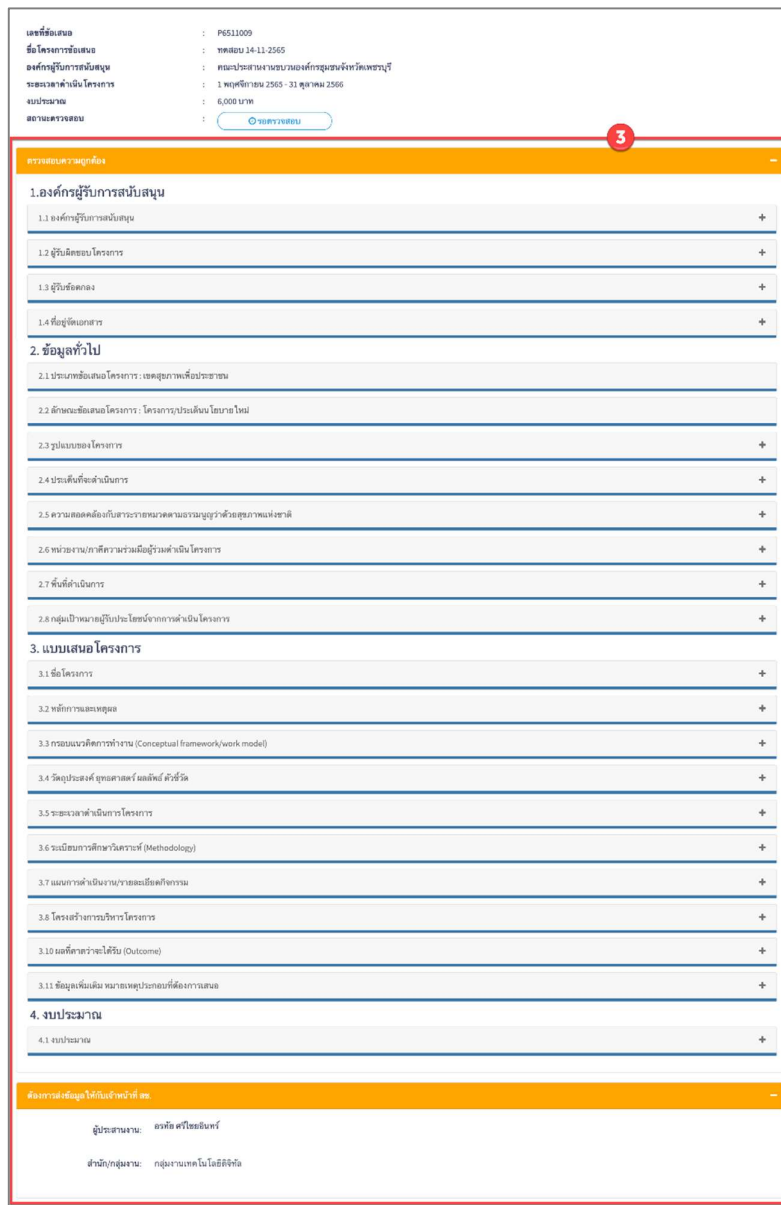 เลขที่ข้อเสนอ : P6511009
ชื่อโครงการข้อเสนอ : ทดสอบ 14-11-2565
องค์กรผู้รับการสนับสนุน : คณะประสานงานขบวนองค์กรชุมชนจังหวัดเพชรบุรี
ระยะเวลาดำเนินโครงการ : 1 พฤศจิกายน 2565 - 31 ตุลาคม 2566
งบประมาณ : 6,000 บาท
สถานะตรวจสอบ : รอตรวจสอบ
3
ตรวจสอบความถูกต้อง
1.องค์กรผู้รับการสนับสนุน
1.1 องค์กรผู้รับการสนับสนุน
1.2 ผู้รับผิดชอบโครงการ
1.3 ผู้รับข้อตกลง
1.4 ที่อยู่จัดเอกสาร
2. ข้อมูลทั่วไป
2.1 ประเภทข้อเสนอโครงการ : เขตสุขภาพเพื่อประชาชน
2.2 ลักษณะข้อเสนอโครงการ : โครงการ/ประเด็นนโยบายใหม่
2.3 รูปแบบของโครงการ
2.4 ประเด็นที่จะดำเนินการ
2.5 ความสอดคล้องกับสาระรายหมวดตามธรรมนูญว่าด้วยสุขภาพแห่งชาติ
2.6 หน่วยงาน/ภาคีความร่วมมือผู้ร่วมดำเนินโครงการ
2.7 พื้นที่ดำเนินการ
2.8 กลุ่มเป้าหมายผู้รับประโยชน์จากการดำเนินโครงการ
3. แบบเสนอโครงการ
3.1 ชื่อโครงการ
3.2 หลักการและเหตุผล
3.3 กรอบแนวคิดการทำงาน (Conceptual framework/work model)
3.4 วัตถุประสงค์ ยุทธศาสตร์ ผลลัพธ์ ตัวชี้วัด
3.5 ระยะเวลาดำเนินการโครงการ
3.6 ระเบียบการศึกษาวิเคราะห์ (Methodology)
3.7 แผนการดำเนินงาน/รายละเอียดกิจกรรม
3.8 โครงสร้างการบริหารโครงการ
3.10 ผลที่คาดว่าจะได้รับ (Outcome)
3.11 ข้อมูลเพิ่มเติม หมายเหตุประกอบที่ต้องการเสนอ
4. งบประมาณ
4.1 งบประมาณ
ต้องการส่งข้อมูลให้กับเจ้าหน้าที่ สช.
ผู้ประสานงาน: อรทัย ศรีไชยอินทร์
สำนัก/กลุ่มงาน: กลุ่มงานเทคโนโลยีดิจิทัล